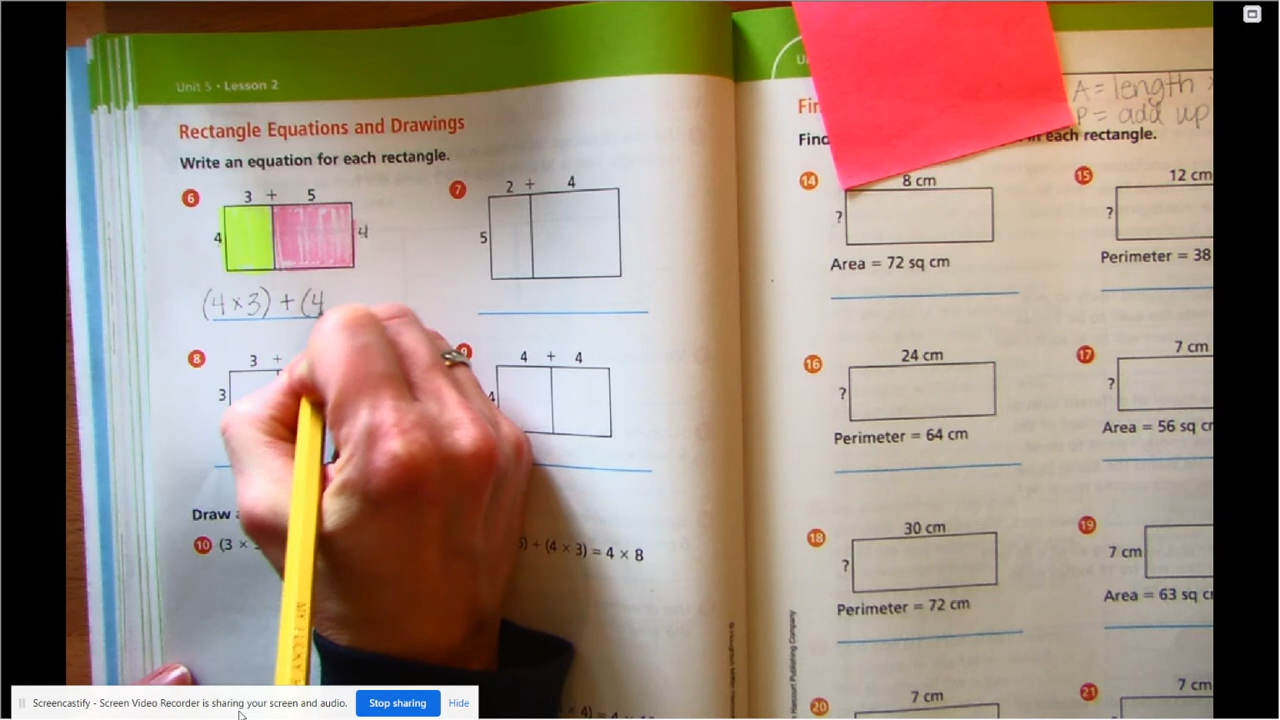 Unit 5 • Lesson 2
Rectangle Equations and Drawings
Write an equation for each rectangle.
6
3 + 5
4
4
(4×3) + (4
7
2 + 4
5
8
3 +
3
9
4 + 4
4
Draw
10 (3 ×
) + (4 × 3) = 4 × 8
× 4) =
A = length
P = add up
Find
in each rectangle.
14
8 cm
?
Area = 72 sq cm
15
12 cm
?
Perimeter = 38
16
24 cm
?
Perimeter = 64 cm
17
7 cm
?
Area = 56 sq
18
30 cm
?
Perimeter = 72 cm
19
7 cm
Area = 63 sq
20
7 cm
21
7 cm
Harcourt Publishing Company
Screencastify - Screen Video Recorder is sharing your screen and audio.
Stop sharing
Hide